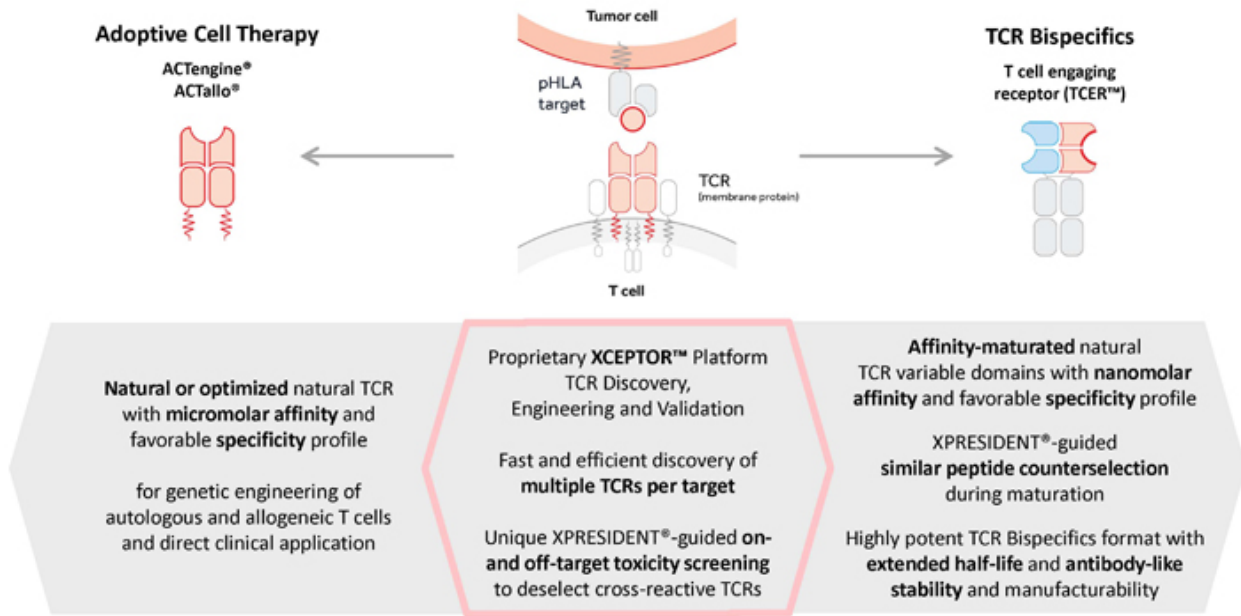 Adoptive Cell Therapy
ACTengine®
ACTallo®
Tumor cell
pHLA
target
TCR
(membrane protein)
T cell
TCR Bispecifics
T cell engaging
receptor (TCER™)
Natural or optimized natural TCR
with micromolar affinity and
favorable specificity profile
for genetic engineering of
autologous and allogeneic T cells
and direct clinical application
Proprietary XCEPTOR™ Platform
TCR Discovery,
Engineering and Validation
Fast and efficient discovery of
multiple TCRs per target
Unique XPRESIDENT®-guided on-
and off-target toxicity screening
to deselect cross-reactive TCRs
Affinity-maturated natural
TCR variable domains with nanomolar
affinity and favorable specificity profile
XPRESIDENT®-guided
similar peptide counterselection
during maturation
Highly potent TCR Bispecifics format with
extended half-life and antibody-like
stability and manufacturability